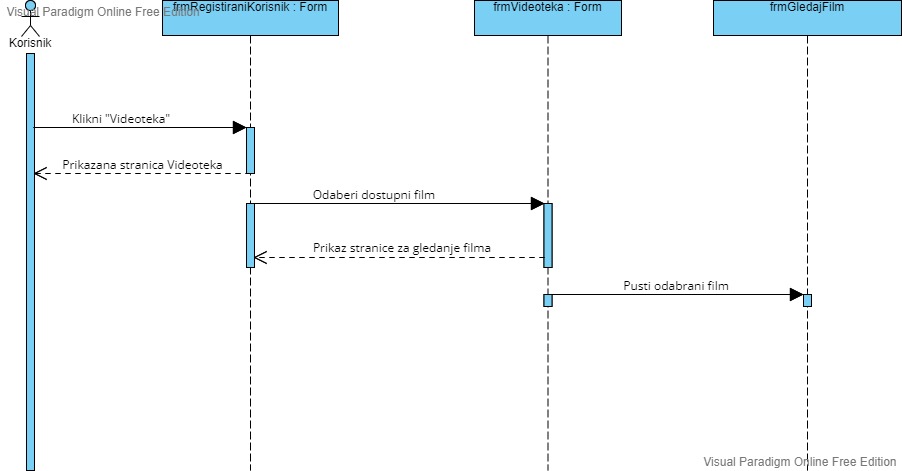 Visual Paradigm Online Free Edition
frmRegistiraniKorisnik : Form
frmVideoteka : Form
frmGledajFilm
Korisnik
Klikni "Videoteka"
Prikazana stranica Videoteka
Odaberi dostupni film
Prikaz stranice za gledanje filma
Pusti odabrani film
Visual Paradigm Online Free Edition